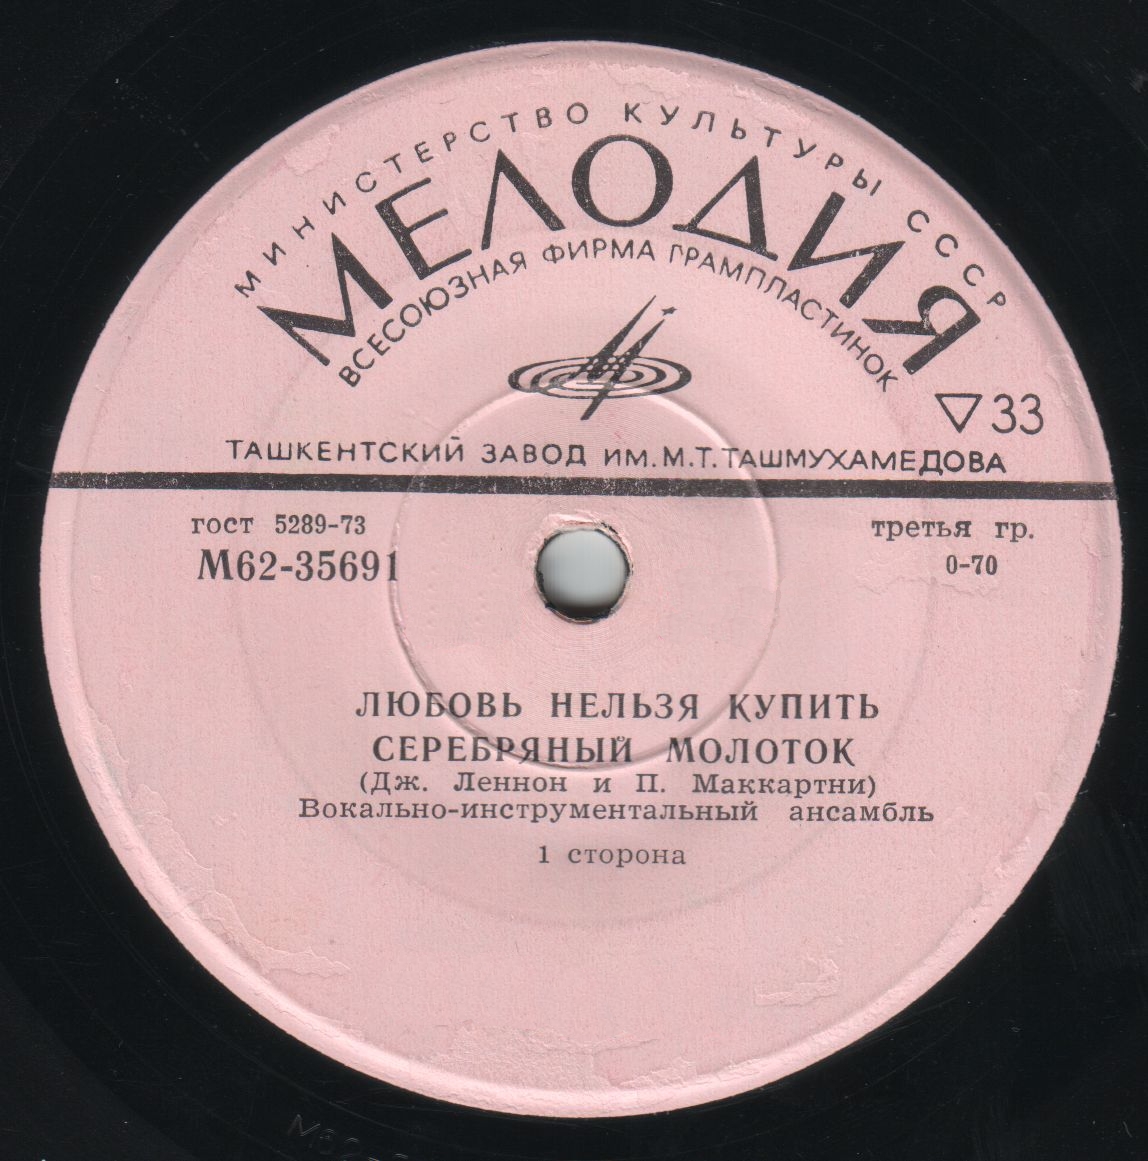 МИНИСТЕРСТВО КУЛЬТУРЫ СССР
МЕЛОДИЯ
ВСЕСОЮЗНАЯ ФИРМА ГРАМПЛАСТИНОК
▽33
ТАШКЕНТСКИЙ ЗАВОД ИМ. М. Т. ТАШМУХАМЕДОВА
гост 5289-73
третья гр.
М62-35691
0-70
ЛЮБОВЬ НЕЛЬЗЯ КУПИТЬ
СЕРЕБРЯНЫЙ МОЛОТОК
(Дж. Леннон и П. Маккартни)
Вокально-инструментальный ансамбль
1 сторона